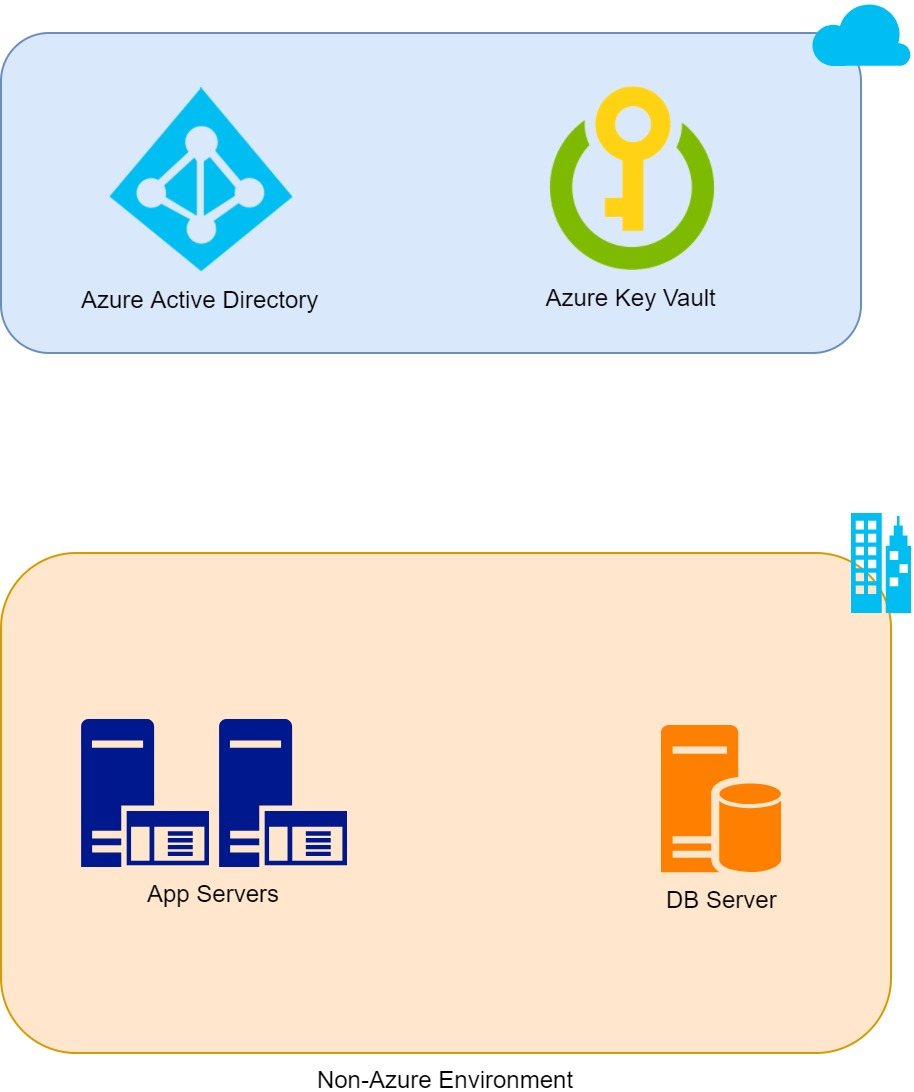 Azure Active Directory
Azure Key Vault
App Servers
DB Server
Non-Azure Environment